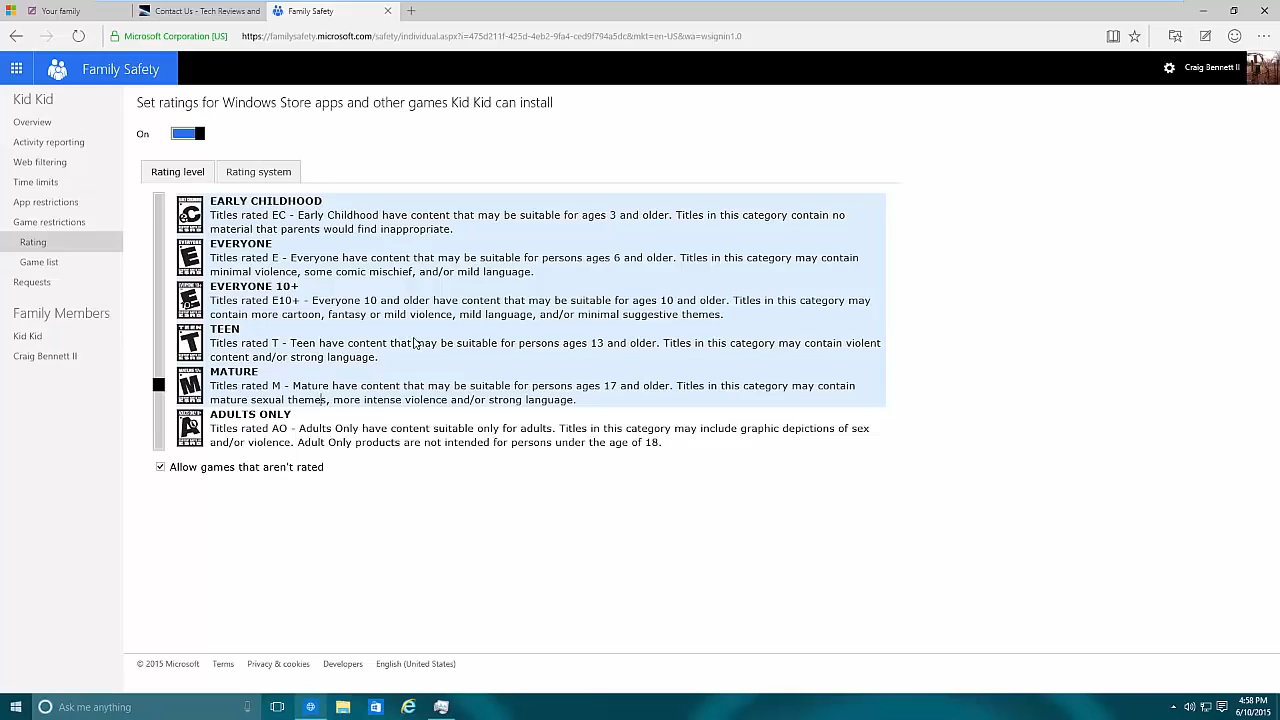 Your family
Contact Us - Tech Reviews and
Family Safety
Microsoft Corporation [US]
https://familysafety.microsoft.com/safety/individual.aspx?i=475d211f-425d-4eb2-9fa4-ced9f794a5dc&mkt=en-US&wa=wsignin1.0
Family Safety
Craig Bennett II
Kid Kid
Overview
Activity reporting
Web filtering
Time limits
App restrictions
Game restrictions
Rating
Game list
Requests
Family Members
Kid Kid
Craig Bennett II
Set ratings for Windows Store apps and other games Kid Kid can install
On
Rating level
Rating system
EARLY CHILDHOOD
Titles rated EC - Early Childhood have content that may be suitable for ages 3 and older. Titles in this category contain no
material that parents would find inappropriate.
EVERYONE
Titles rated E - Everyone have content that may be suitable for persons ages 6 and older. Titles in this category may contain
minimal violence, some comic mischief, and/or mild language.
EVERYONE 10+
Titles rated E10+ - Everyone 10 and older have content that may be suitable for ages 10 and older. Titles in this category may
contain more cartoon, fantasy or mild violence, mild language, and/or minimal suggestive themes.
TEEN
Titles rated T - Teen have content that may be suitable for persons ages 13 and older. Titles in this category may contain violent
content and/or strong language.
MATURE
Titles rated M - Mature have content that may be suitable for persons ages 17 and older. Titles in this category may contain
mature sexual themes, more intense violence and/or strong language.
ADULTS ONLY
Titles rated AO - Adults Only have content suitable only for adults. Titles in this category may include graphic depictions of sex
and/or violence. Adult Only products are not intended for persons under the age of 18.
Allow games that aren't rated
© 2015 Microsoft
Terms
Privacy & cookies
Developers
English (United States)
Ask me anything
4:58 PM
6/10/2015